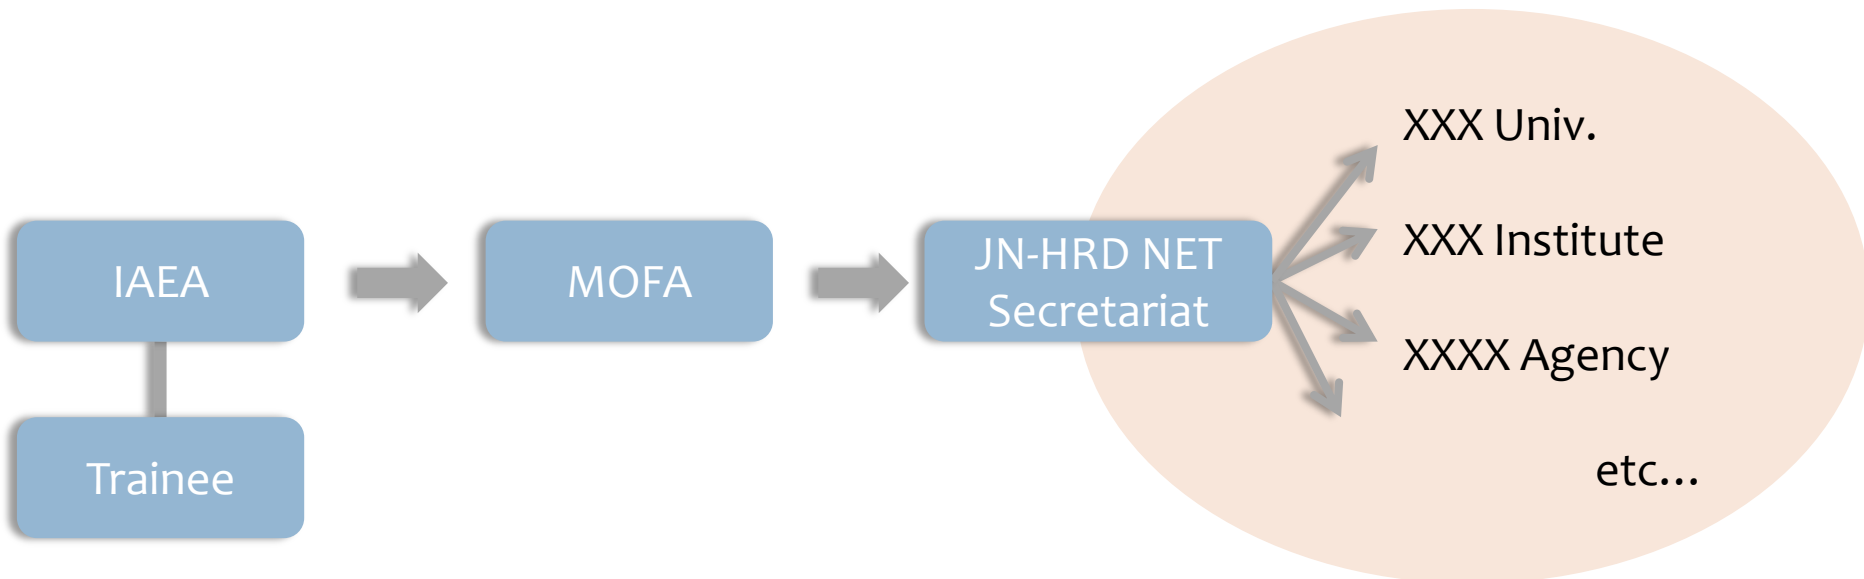 IAEA
MOFA
JN-HRD NET
Secretariat
Trainee
XXX Univ.
XXX Institute
XXXX Agency
etc...